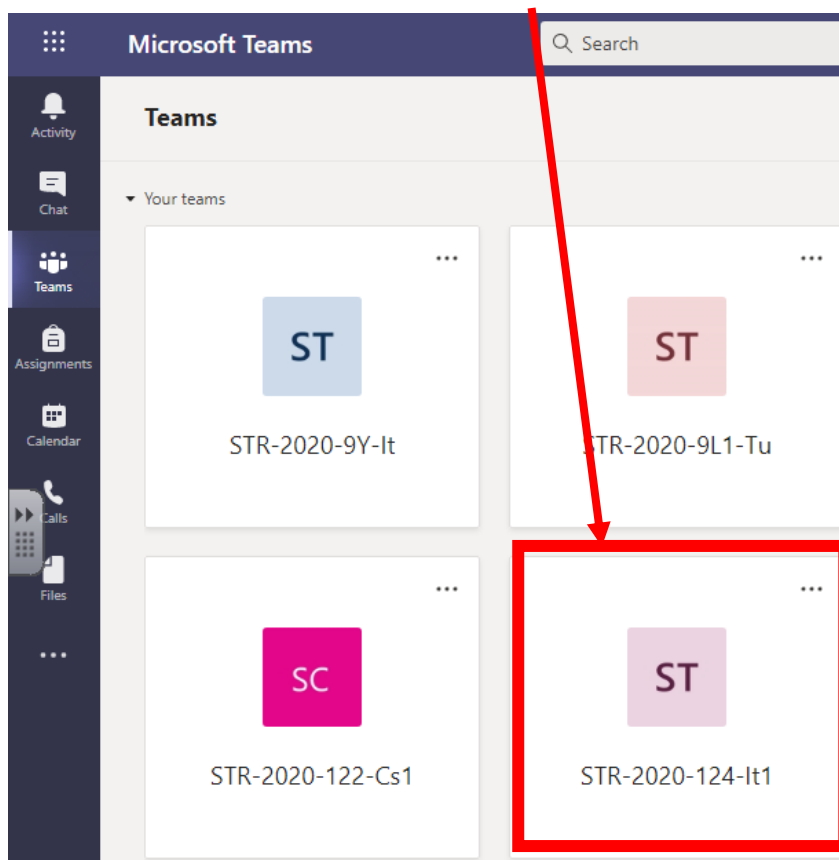 Microsoft Teams
Search
Activity
Chat
Teams
Assignments
Calendar
Calls
Files
Teams
Your teams
ST
STR-2020-9Y-It
ST
STR-2020-9L1-Tu
SC
STR-2020-122-Cs1
ST
STR-2020-124-It1